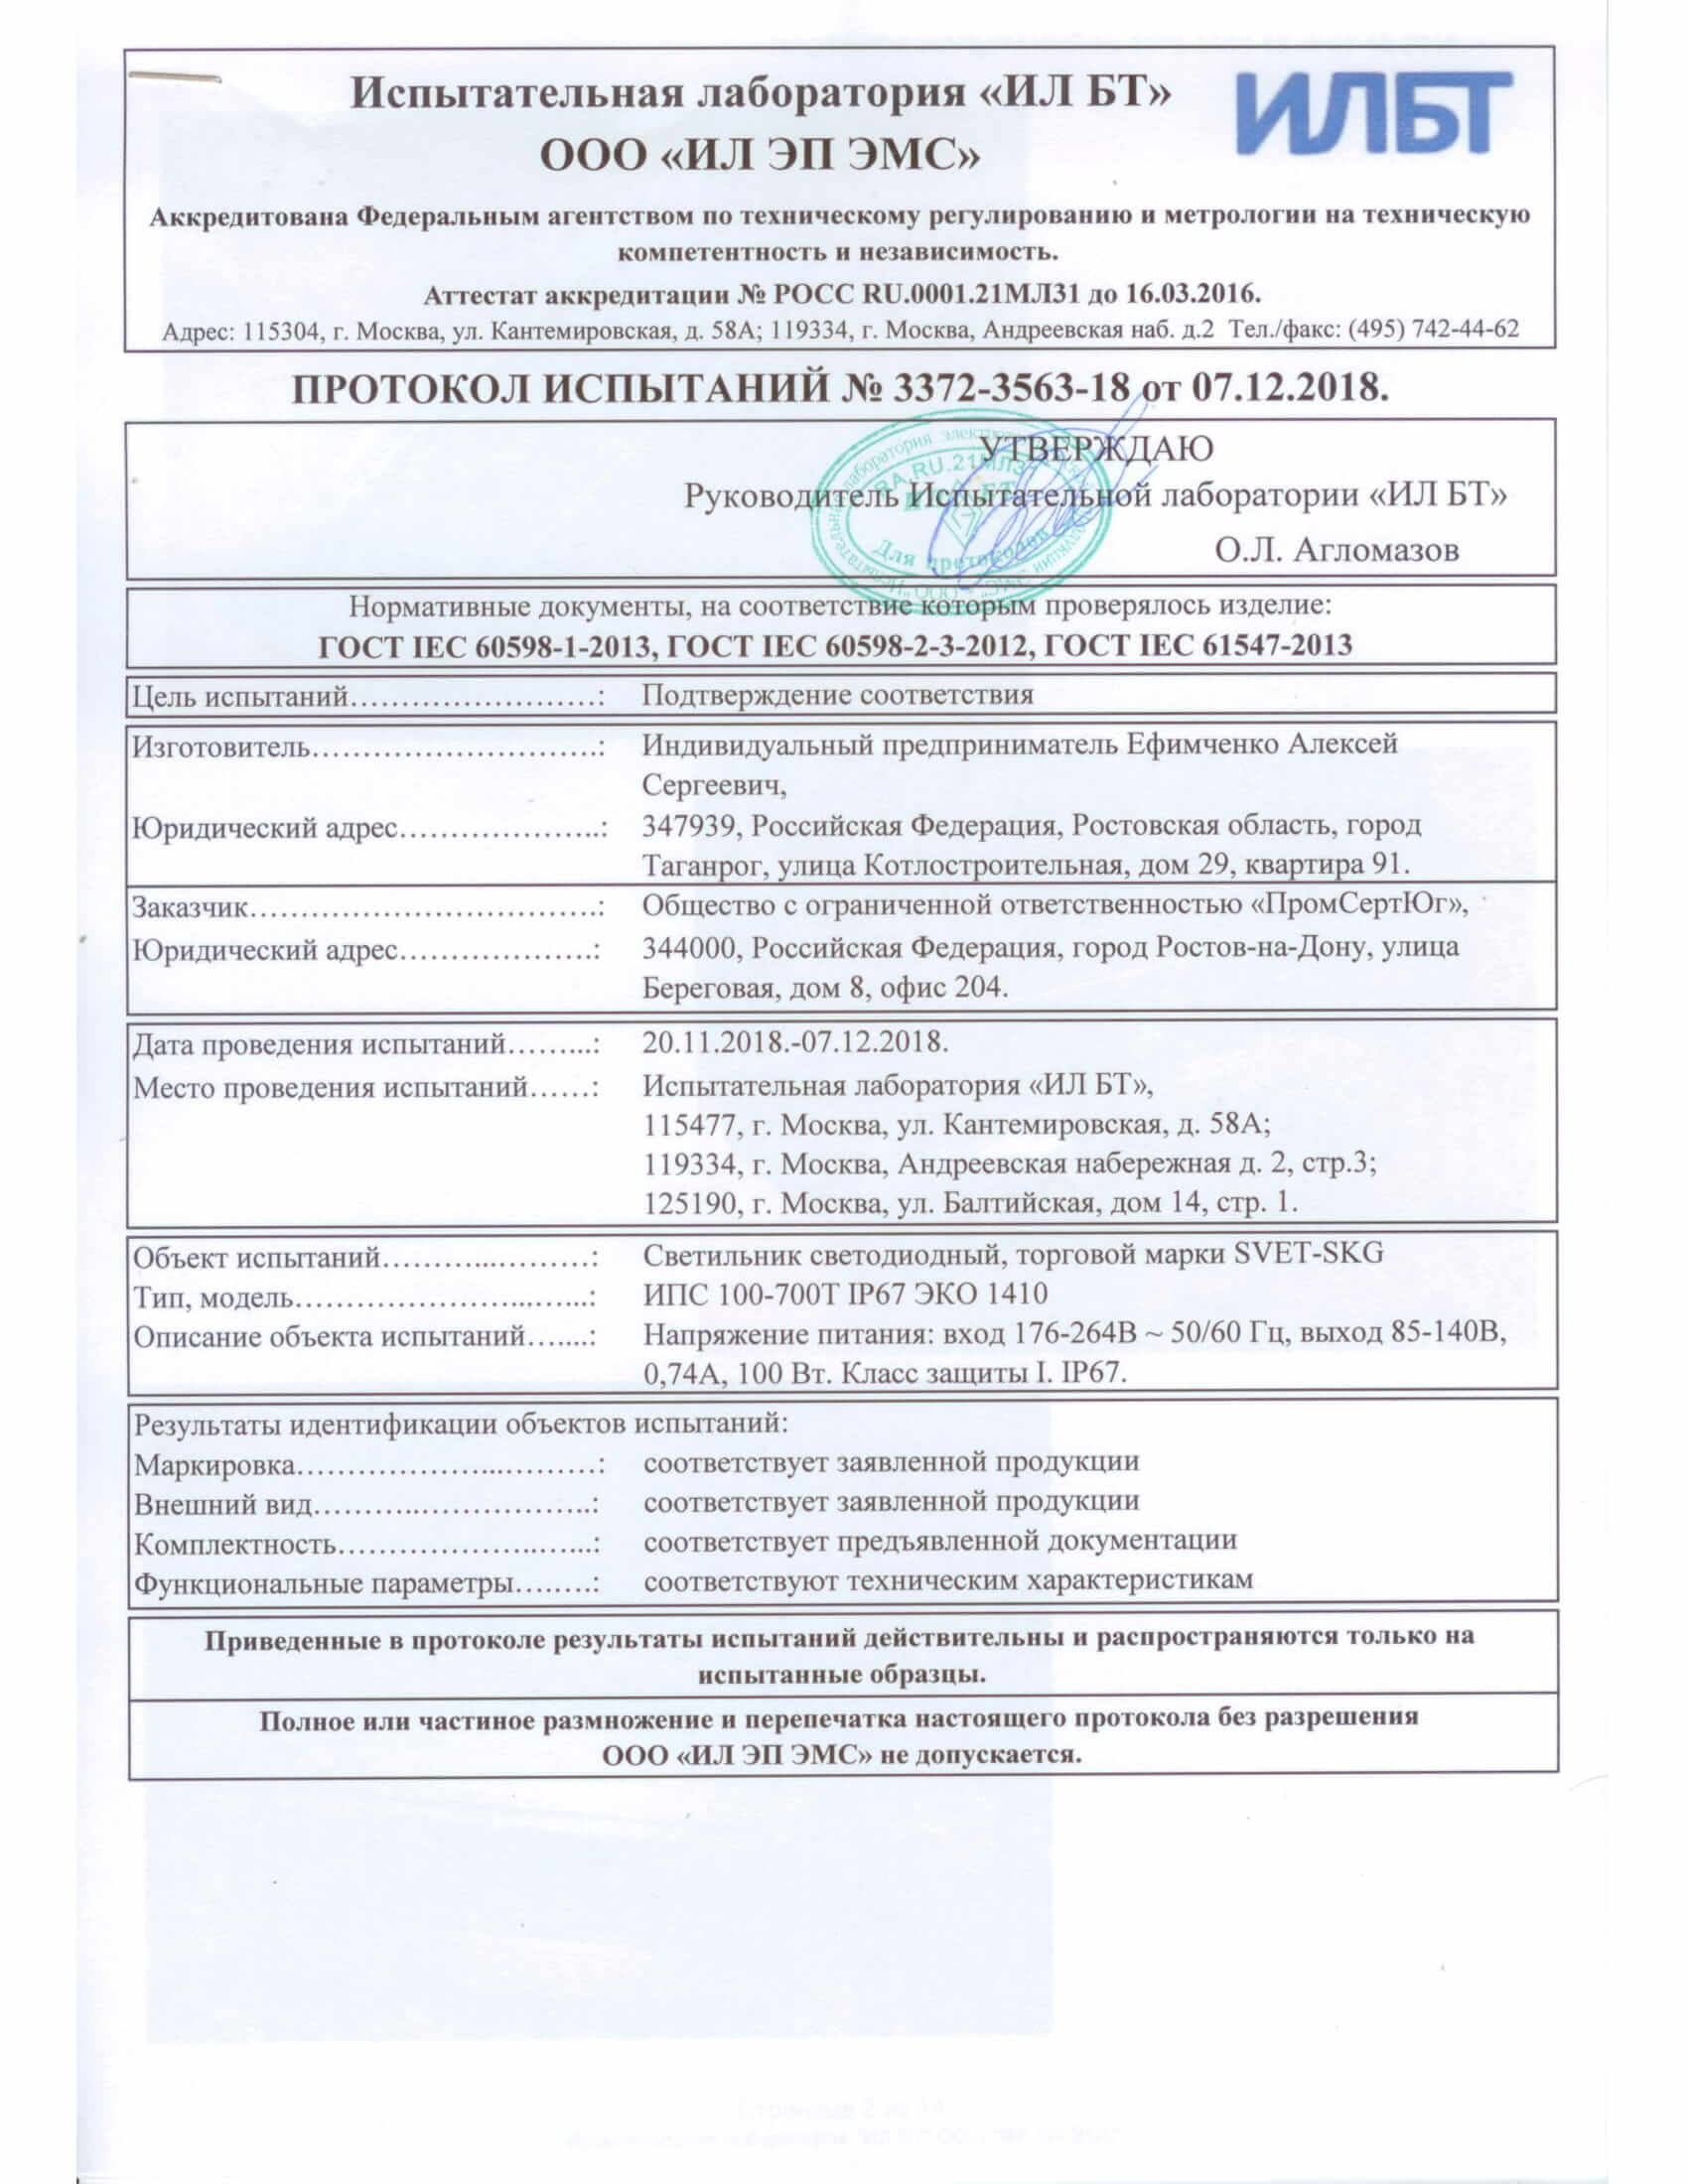 Испытательная лаборатория «ИЛ БТ»
ИЛБТ
ООО «ИЛ ЭП ЭМС»
Аккредитована Федеральным агентством по техническому регулированию и метрологии на техническую
компетентность и независимость.
Аттестат аккредитации № РОСС RU.0001.21МЛ31 до 16.03.2016.
Адрес: 115304, г. Москва, ул. Кантемировская, д. 58А; 119334, г. Москва, Андреевская наб. д.2 Тел./факс: (495) 742-44-62
ПРОТОКОЛ ИСПЫТАНИЙ № 3372-3563-18 от 07.12.2018.
УТВЕРЖДАЮ
Руководитель Испытательной лаборатории «ИЛ БТ»
О.Л. Агломазов
Для протоколов
Нормативные документы, на соответствие которым проверялось изделие:
ГОСТ IEC 60598-1-2013, ГОСТ IEC 60598-2-3-2012, ГОСТ IEC 61547-2013
Цель испытаний……………………….: Подтверждение соответствия
Изготовитель…………………………….: Индивидуальный предприниматель Ефимченко Алексей
Сергеевич,
Юридический адрес…………………..: 347939, Российская Федерация, Ростовская область, город
Таганрог, улица Котлостроительная, дом 29, квартира 91.
Заказчик………………………………….: Общество с ограниченной ответственностью «ПромСертЮг»,
Юридический адрес………………….: 344000, Российская Федерация, город Ростов-на-Дону, улица
Береговая, дом 8, офис 204.
Дата проведения испытаний……...: 20.11.2018.-07.12.2018.
Место проведения испытаний……: Испытательная лаборатория «ИЛ БТ»,
115477, г. Москва, ул. Кантемировская, д. 58А;
119334, г. Москва, Андреевская набережная д. 2, стр.3;
125190, г. Москва, ул. Балтийская, дом 14, стр. 1.
Объект испытаний………...……….: Светильник светодиодный, торговой марки SVET-SKG
Тип, модель……………………..…...: ИПС 100-700Т IP67 ЭКО 1410
Описание объекта испытаний…....: Напряжение питания: вход 176-264В ~ 50/60 Гц, выход 85-140В,
0,74А, 100 Вт. Класс защиты I. IP67.
Результаты идентификации объектов испытаний:
Маркировка…………………..……….: соответствует заявленной продукции
Внешний вид………..………………..: соответствует заявленной продукции
Комплектность…………………..…...: соответствует предъявленной документации
Функциональные параметры……..: соответствуют техническим характеристикам
Приведенные в протоколе результаты испытаний действительны и распространяются только на
испытанные образцы.
Полное или частиное размножение и перепечатка настоящего протокола без разрешения
ООО «ИЛ ЭП ЭМС» не допускается.